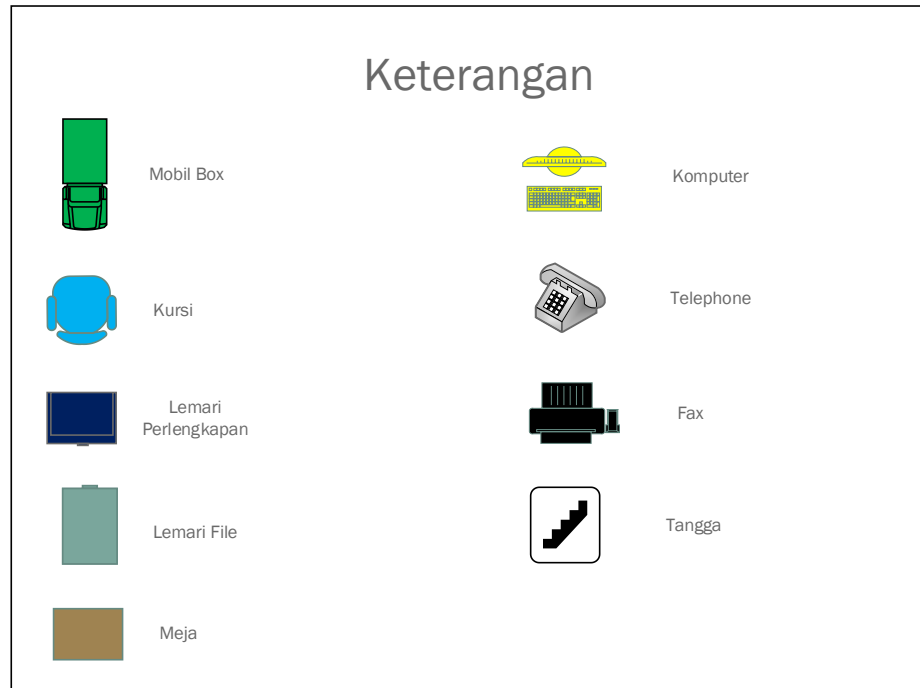 Keterangan
Mobil Box
Kursi
Lemari
Perlengkapan
Lemari File
Meja
Komputer
Telephone
Fax
Tangga